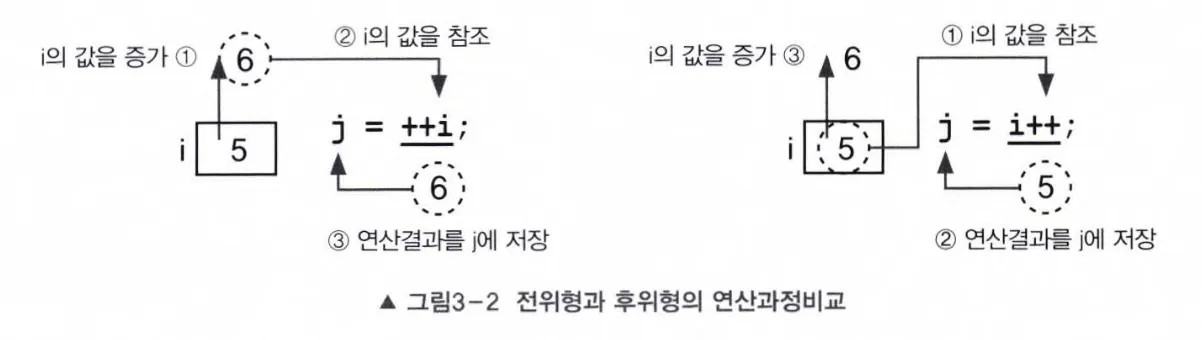 i의 값을 증가 ① 6
② i의 값을 참조
i 5
j = ++i;
6
③ 연산결과를 j에 저장
i의 값을 증가 ③ 6
① i의 값을 참조
i 5
j = i++;
5
② 연산결과를 j에 저장
▲ 그림3-2 전위형과 후위형의 연산과정비교